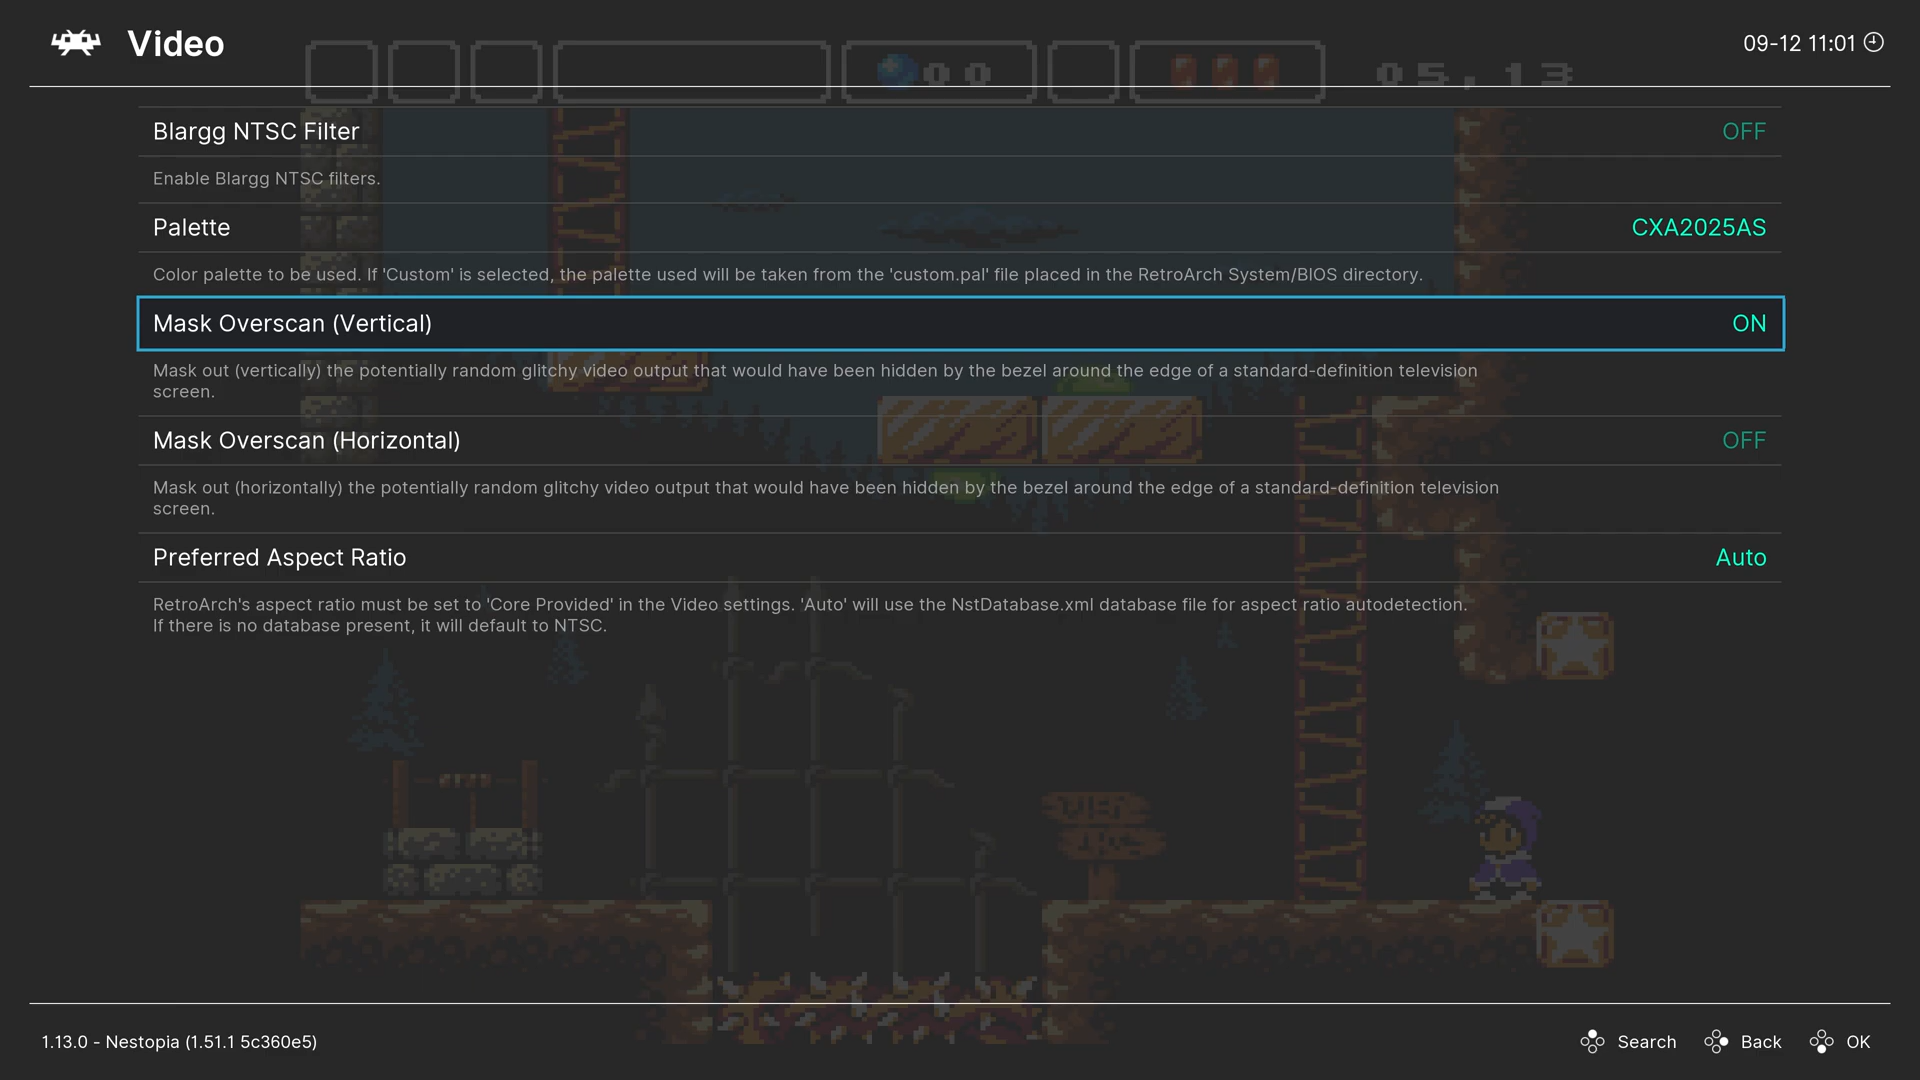 Video
09-12 11:01
00
05,13
Blargg NTSC Filter OFF
Enable Blargg NTSC filters.
Palette CXA2025AS
Color palette to be used. If 'Custom' is selected, the palette used will be taken from the 'custom.pal' file placed in the RetroArch System/BIOS directory.
Mask Overscan (Vertical) ON
Mask out (vertically) the potentially random glitchy video output that would have been hidden by the bezel around the edge of a standard-definition television
screen.
Mask Overscan (Horizontal) OFF
Mask out (horizontally) the potentially random glitchy video output that would have been hidden by the bezel around the edge of a standard-definition television
screen.
Preferred Aspect Ratio Auto
RetroArch's aspect ratio must be set to 'Core Provided' in the Video settings. 'Auto' will use the NstDatabase.xml database file for aspect ratio autodetection.
If there is no database present, it will default to NTSC.
1.13.0 - Nestopia (1.51.1 5c360e5)
Search Back OK